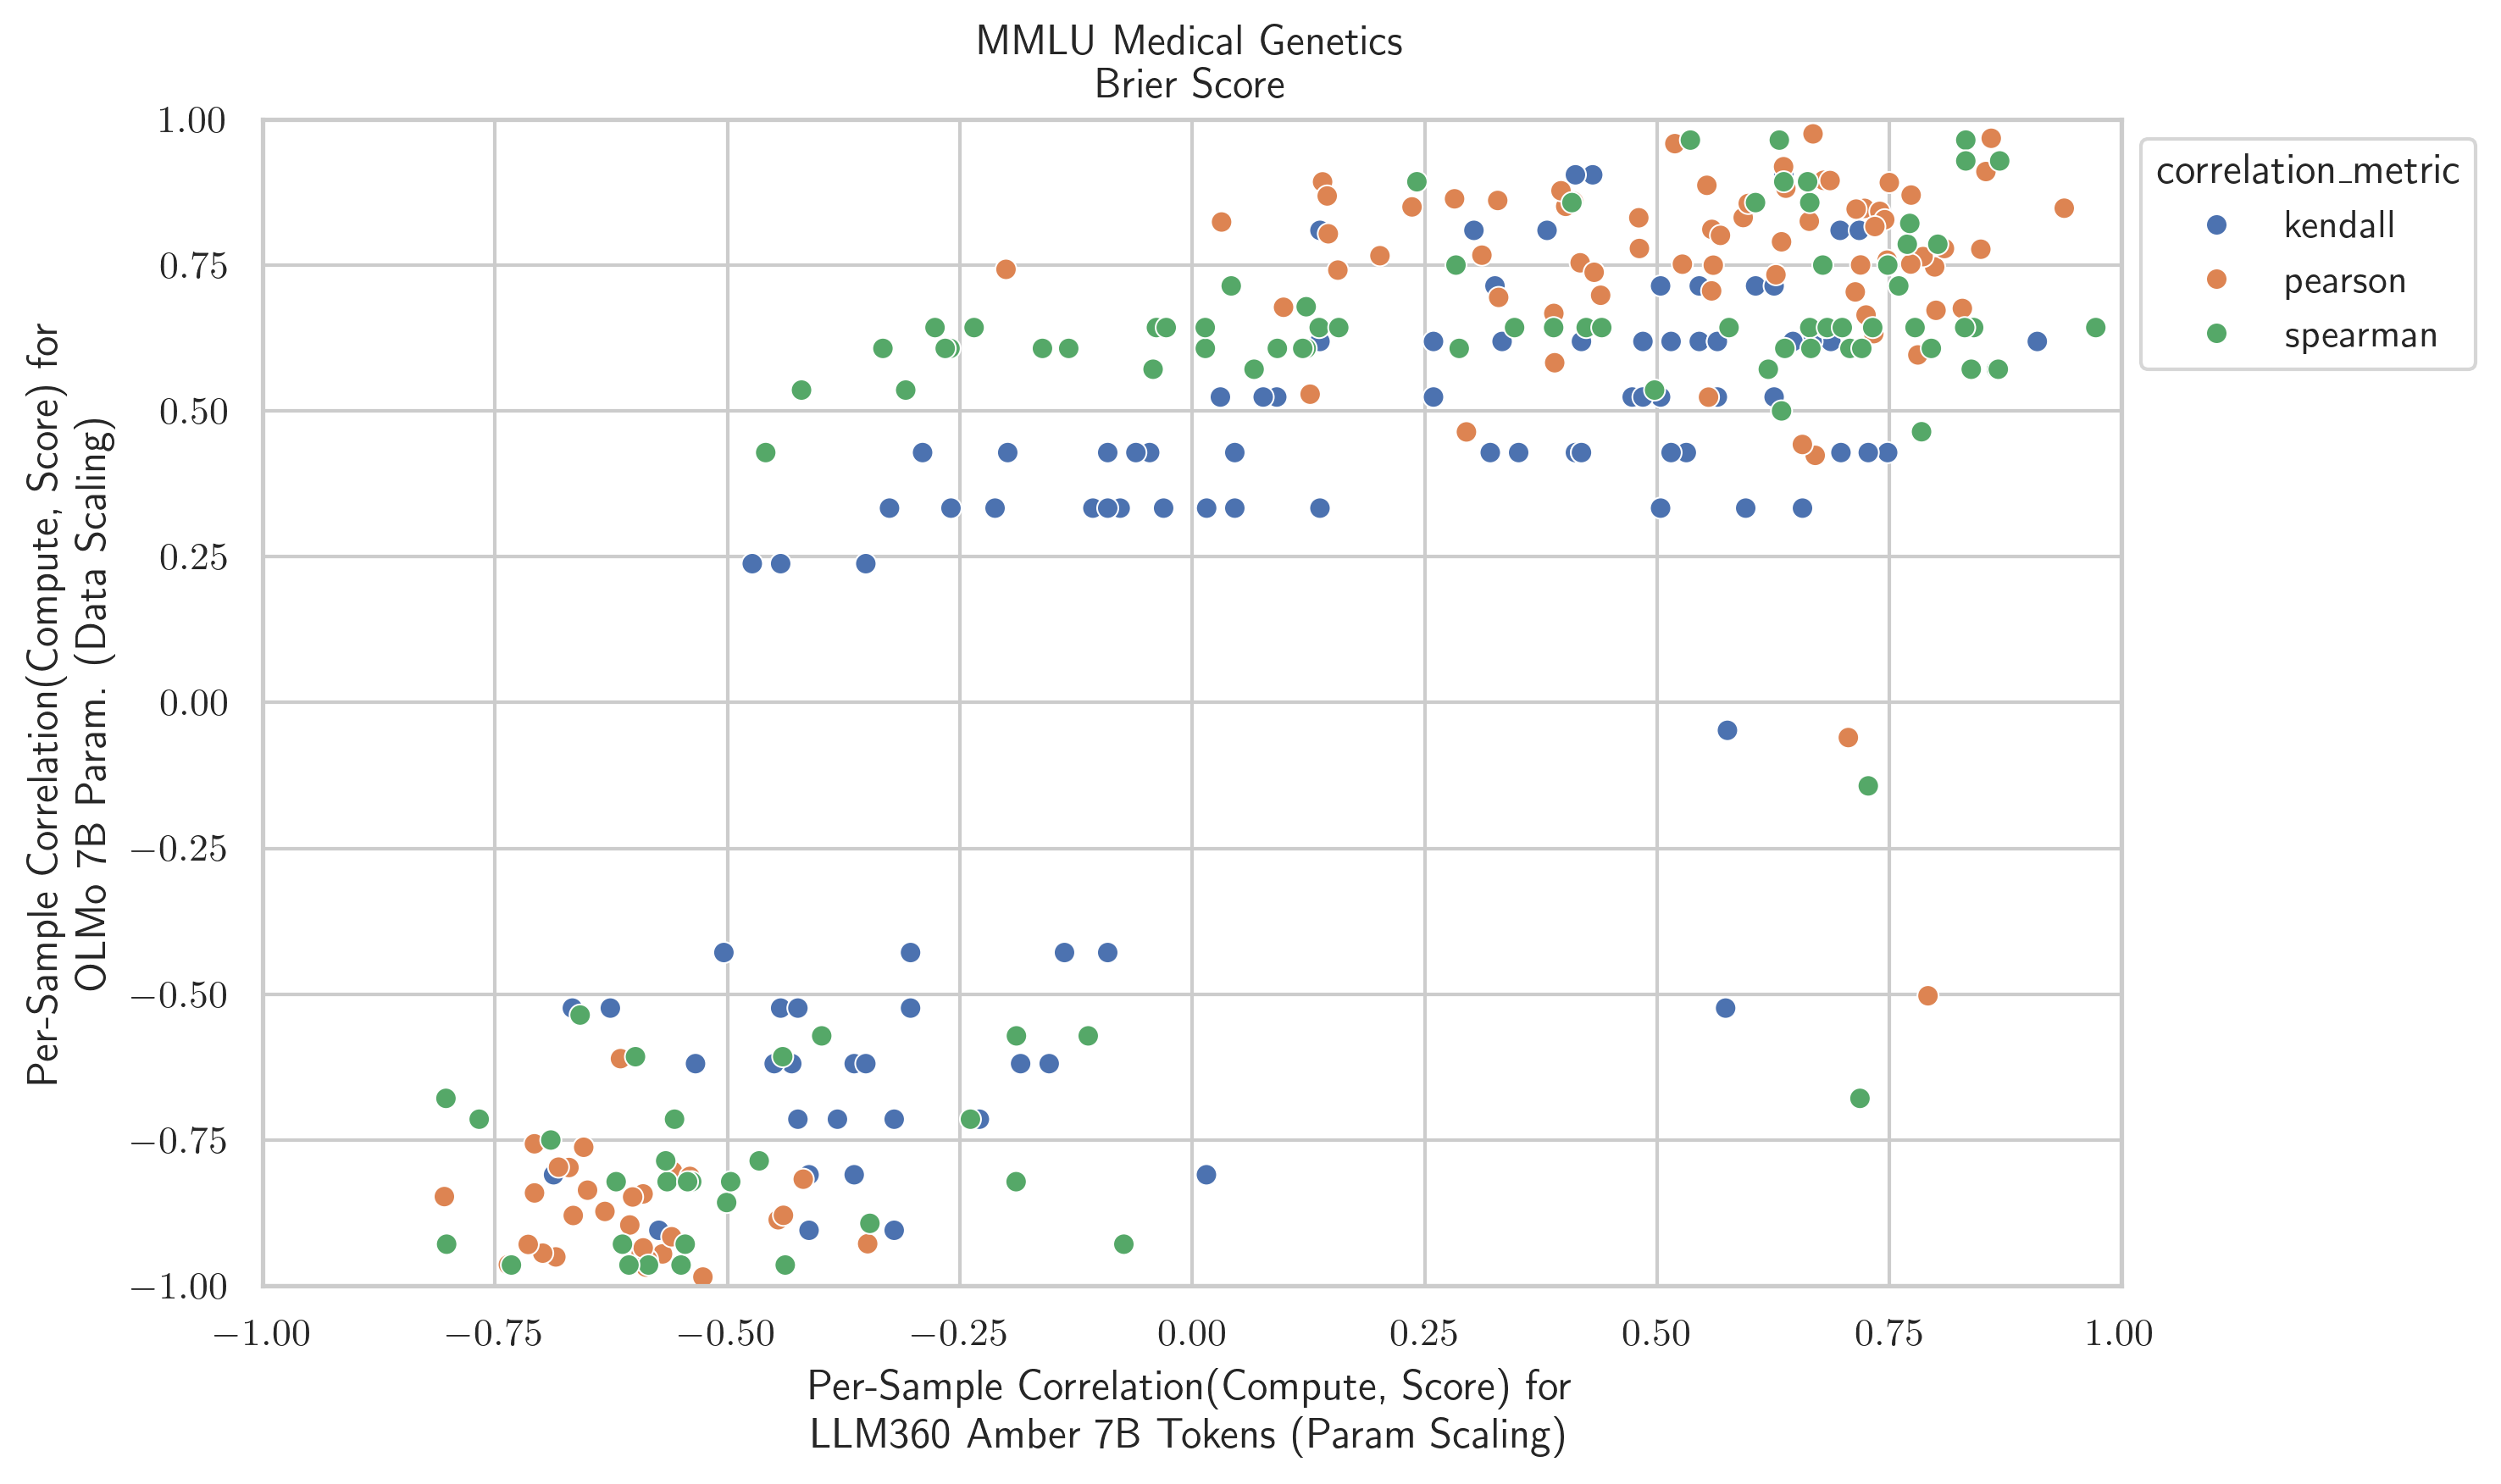 MMLU Medical Genetics
Brier Score
Per-Sample Correlation(Compute, Score) for
OLMo 7B Param. (Data Scaling)
1.00
0.75
0.50
0.25
0.00
−0.25
−0.50
−0.75
−1.00
−1.00 −0.75 −0.50 −0.25 0.00 0.25 0.50 0.75 1.00
Per-Sample Correlation(Compute, Score) for
LLM360 Amber 7B Tokens (Param Scaling)
correlation_metric
kendall
pearson
spearman